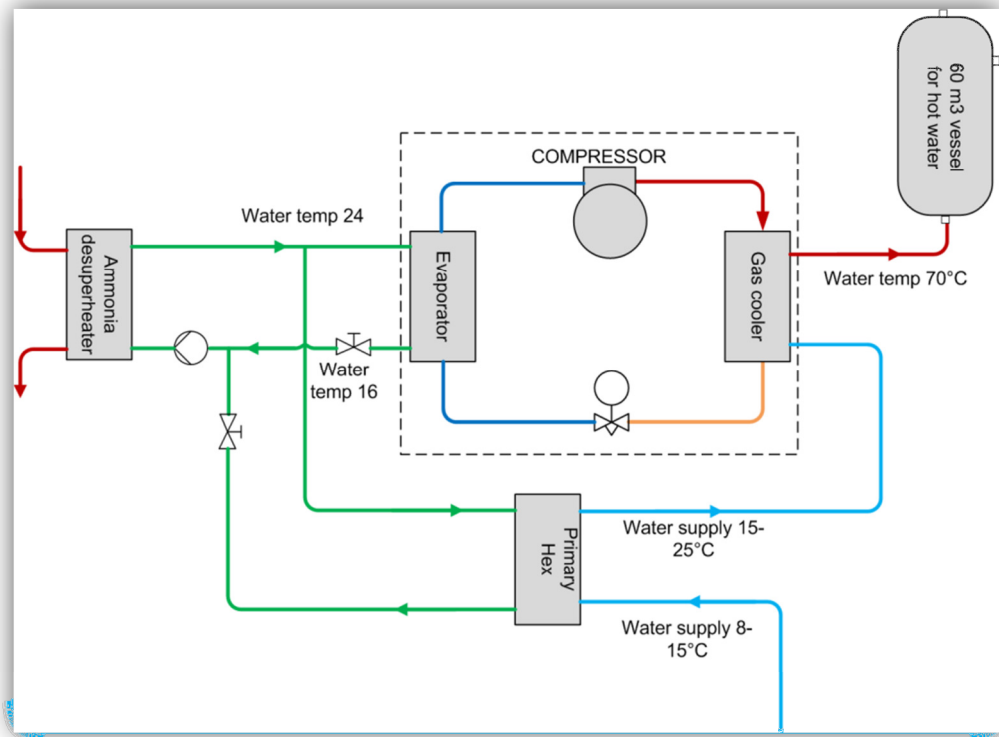 60 m3 vessel
for hot water
COMPRESSOR
Water temp 24
Ammonia
desuperheater
Evaporator
Gas cooler
Water temp 70°C
Water
temp 16
Primary
Hex
Water supply 15-
25°C
Water supply 8-
15°C